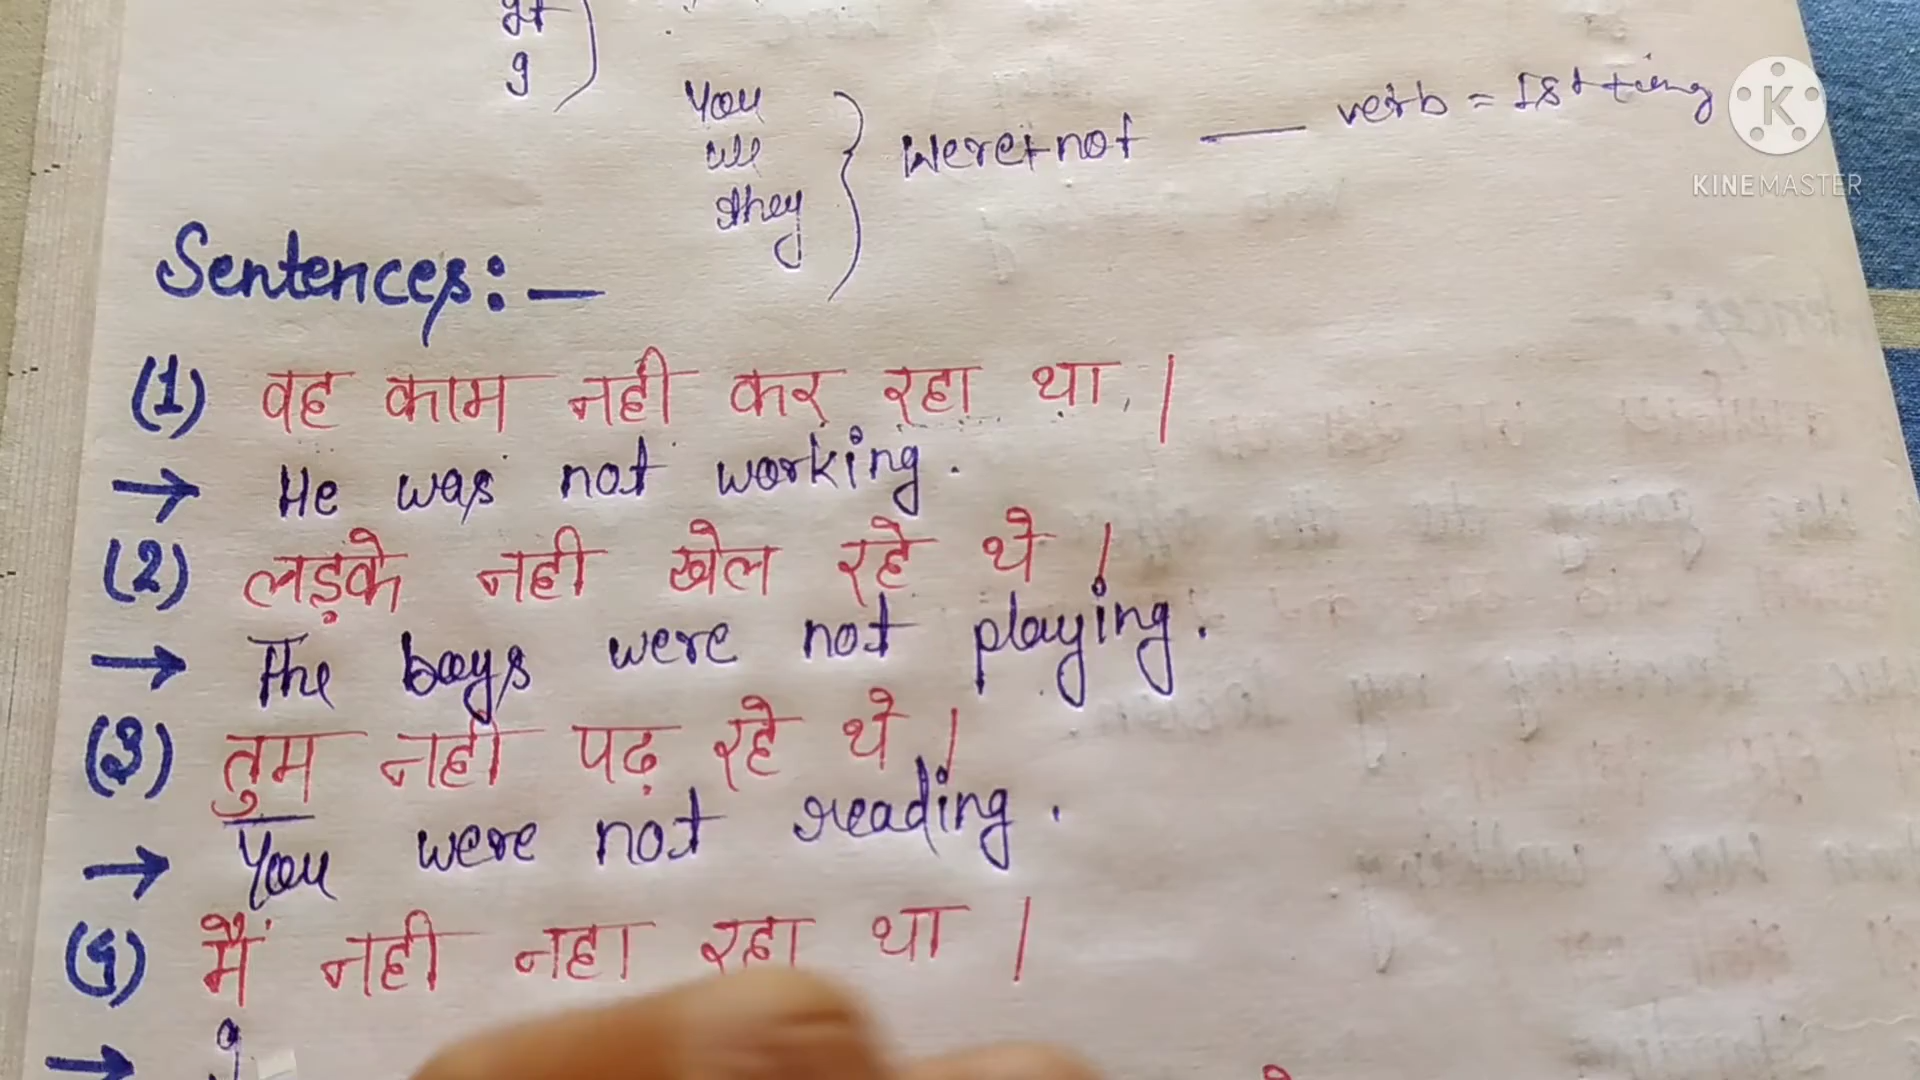 It
I
You
we
they
were+not — verb = Ist+ing
KINEMASTER
Sentences:—
(1) वह काम नही कर रहा था ।
→ He was not working.
(2) लड़के नही खेल रहे थे ।
→ The boys were not playing.
(3) तुम नही पढ़ रहे थे ।
→ You were not reading.
(4) मैं नही नहा रहा था ।
→ I